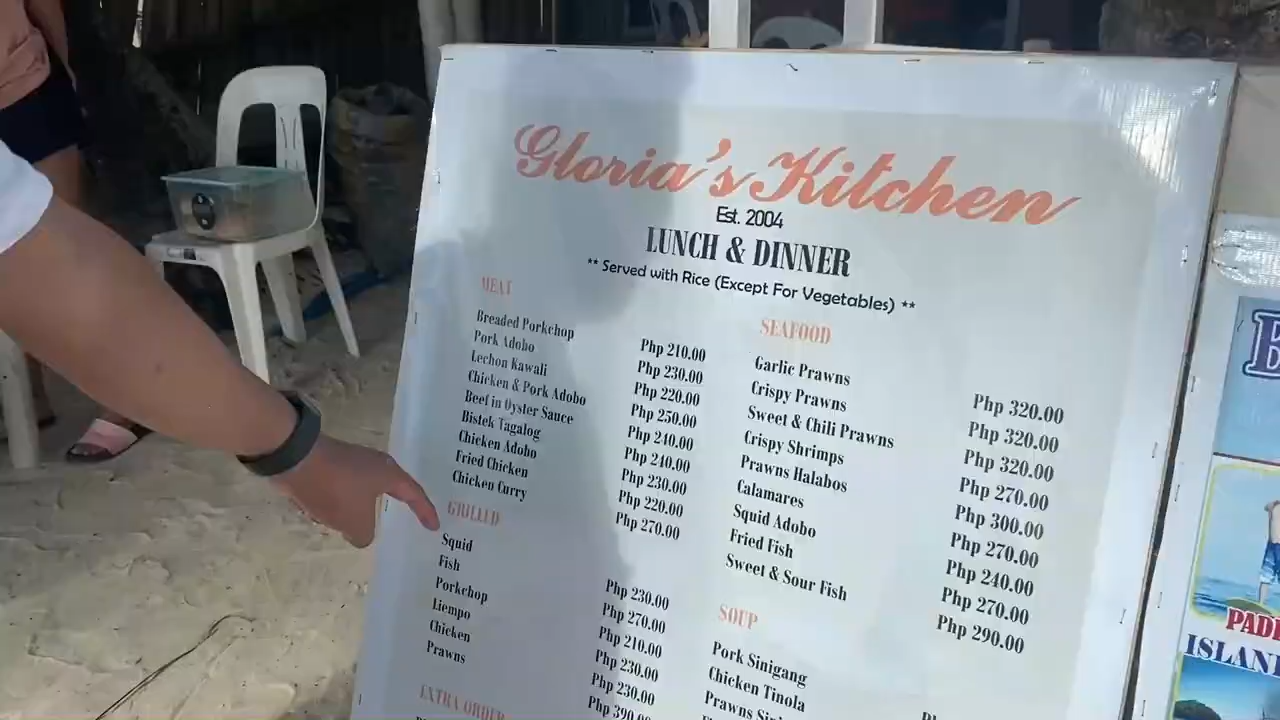 Gloria's Kitchen
Est. 2004
LUNCH & DINNER
** Served with Rice (Except For Vegetables) **
MEAT
Breaded Porkchop Php 210.00
Pork Adobo Php 230.00
Lechon Kawali Php 220.00
Chicken & Pork Adobo Php 250.00
Beef in Oyster Sauce Php 240.00
Bistek Tagalog Php 240.00
Chicken Adobo Php 230.00
Fried Chicken Php 220.00
Chicken Curry Php 270.00
GRILLED
Squid Php 230.00
Fish Php 270.00
Porkchop Php 210.00
Liempo Php 230.00
Chicken Php 230.00
Prawns Php 390.00
EXTRA ORDER
SEAFOOD
Garlic Prawns Php 320.00
Crispy Prawns Php 320.00
Sweet & Chili Prawns Php 320.00
Crispy Shrimps Php 270.00
Prawns Halabos Php 300.00
Calamares Php 270.00
Squid Adobo Php 240.00
Fried Fish Php 270.00
Sweet & Sour Fish Php 290.00
SOUP
Pork Sinigang
Chicken Tinola
Prawns
ISLAN